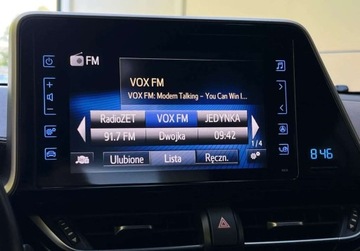 FM
VOX FM
VOX FM: Modern Talking - You Can Win I...
RadioZET VOX FM JEDYNKA
91.7 FM Dwojka 09.42
1/4
Ulubione Lista Ręczn.
8:46